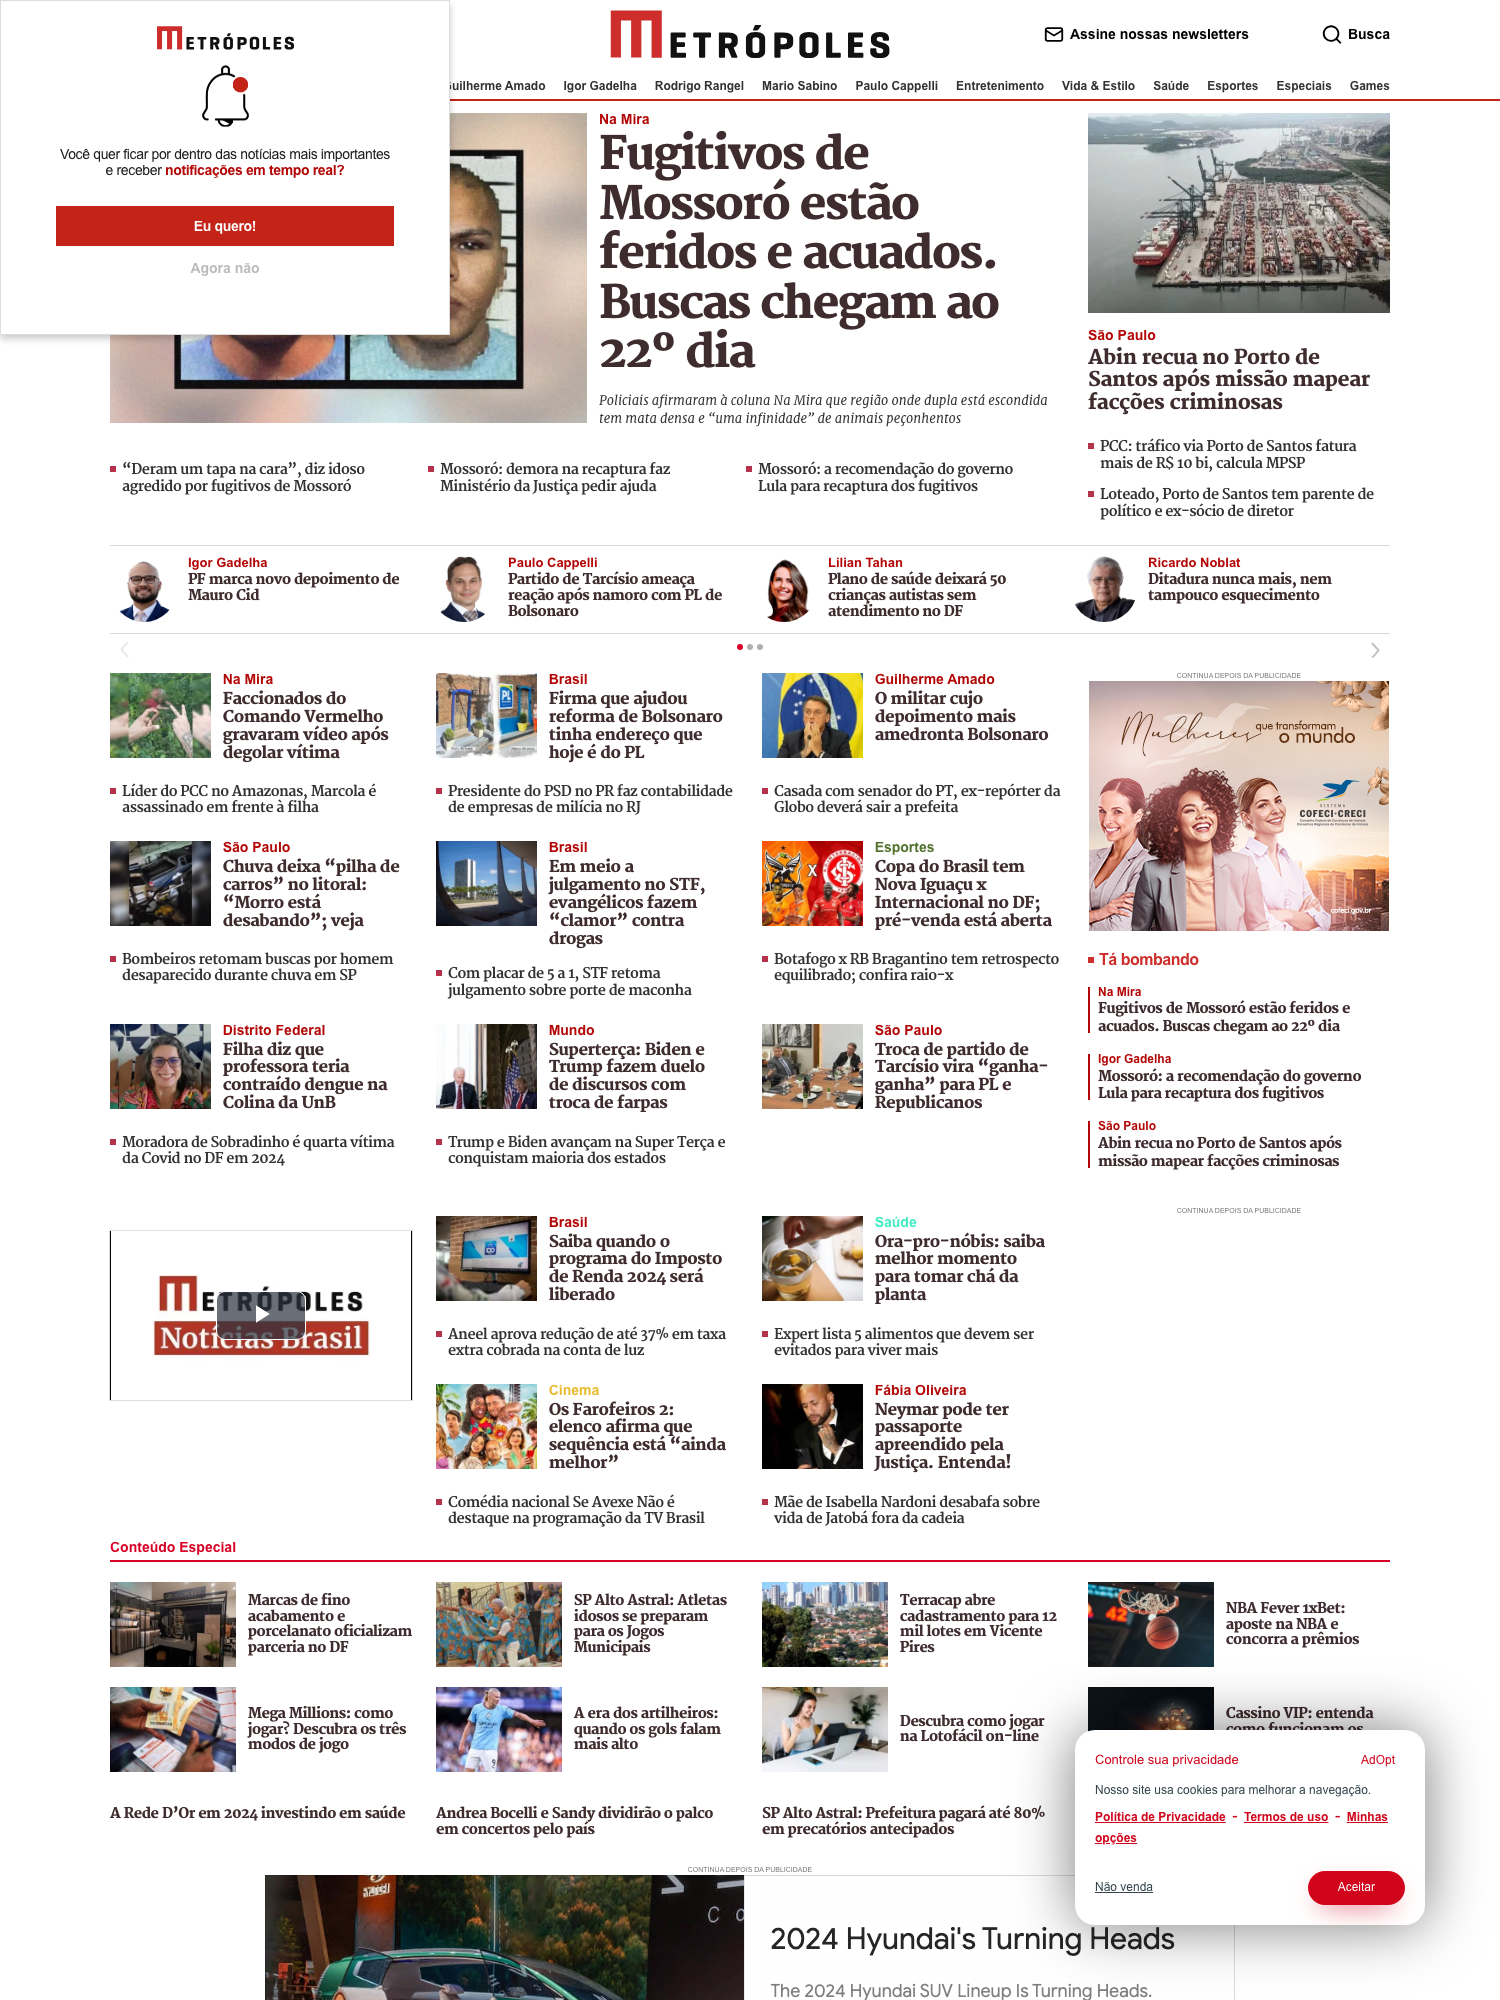 METRÓPOLES
Você quer ficar por dentro das notícias mais importantes
e receber notificações em tempo real?
Eu quero!
Agora não
METRÓPOLES
Assine nossas newsletters
Busca
Guilherme Amado Igor Gadelha Rodrigo Rangel Mario Sabino Paulo Cappelli Entretenimento Vida & Estilo Saúde Esportes Especiais Games
Na Mira
Fugitivos de
Mossoró estão
feridos e acuados.
Buscas chegam ao
22º dia
Policiais afirmaram à coluna Na Mira que região onde dupla está escondida
tem mata densa e “uma infinidade” de animais peçonhentos
São Paulo
Abin recua no Porto de
Santos após missão mapear
facções criminosas
PCC: tráfico via Porto de Santos fatura
mais de R$ 10 bi, calcula MPSP
Loteado, Porto de Santos tem parente de
político e ex-sócio de diretor
“Deram um tapa na cara”, diz idoso
agredido por fugitivos de Mossoró
Mossoró: demora na recaptura faz
Ministério da Justiça pedir ajuda
Mossoró: a recomendação do governo
Lula para recaptura dos fugitivos
Igor Gadelha
PF marca novo depoimento de
Mauro Cid
Paulo Cappelli
Partido de Tarcísio ameaça
reação após namoro com PL de
Bolsonaro
Lilian Tahan
Plano de saúde deixará 50
crianças autistas sem
atendimento no DF
Ricardo Noblat
Ditadura nunca mais, nem
tampouco esquecimento
Na Mira
Faccionados do
Comando Vermelho
gravaram vídeo após
degolar vítima
Líder do PCC no Amazonas, Marcola é
assassinado em frente à filha
PL
Brasil
Firma que ajudou
reforma de Bolsonaro
tinha endereço que
hoje é do PL
Presidente do PSD no PR faz contabilidade
de empresas de milícia no RJ
Guilherme Amado
O militar cujo
depoimento mais
amedronta Bolsonaro
Casada com senador do PT, ex-repórter da
Globo deverá sair a prefeita
CONTINUA DEPOIS DA PUBLICIDADE
Mulheres que transformam
o mundo
SISTEMA
COFECI-CRECI
cofeci.gov.br
São Paulo
Chuva deixa “pilha de
carros” no litoral:
“Morro está
desabando”; veja
Bombeiros retomam buscas por homem
desaparecido durante chuva em SP
Brasil
Em meio a
julgamento no STF,
evangélicos fazem
“clamor” contra
drogas
Com placar de 5 a 1, STF retoma
julgamento sobre porte de maconha
X
Esportes
Copa do Brasil tem
Nova Iguaçu x
Internacional no DF;
pré-venda está aberta
Botafogo x RB Bragantino tem retrospecto
equilibrado; confira raio-x
Tá bombando
Na Mira
Fugitivos de Mossoró estão feridos e
acuados. Buscas chegam ao 22º dia
Igor Gadelha
Mossoró: a recomendação do governo
Lula para recaptura dos fugitivos
São Paulo
Abin recua no Porto de Santos após
missão mapear facções criminosas
CONTINUA DEPOIS DA PUBLICIDADE
Distrito Federal
Filha diz que
professora teria
contraído dengue na
Colina da UnB
Moradora de Sobradinho é quarta vítima
da Covid no DF em 2024
Mundo
Superterça: Biden e
Trump fazem duelo
de discursos com
troca de farpas
Trump e Biden avançam na Super Terça e
conquistam maioria dos estados
São Paulo
Troca de partido de
Tarcísio vira “ganha-
ganha” para PL e
Republicanos
METRÓPOLES
Notícias Brasil
Brasil
Saiba quando o
programa do Imposto
de Renda 2024 será
liberado
Aneel aprova redução de até 37% em taxa
extra cobrada na conta de luz
Saúde
Ora-pro-nóbis: saiba
melhor momento
para tomar chá da
planta
Expert lista 5 alimentos que devem ser
evitados para viver mais
Cinema
Os Farofeiros 2:
elenco afirma que
sequência está “ainda
melhor”
Comédia nacional Se Avexe Não é
destaque na programação da TV Brasil
Fábia Oliveira
Neymar pode ter
passaporte
apreendido pela
Justiça. Entenda!
Mãe de Isabella Nardoni desabafa sobre
vida de Jatobá fora da cadeia
Conteúdo Especial
Marcas de fino
acabamento e
porcelanato oficializam
parceria no DF
SP Alto Astral: Atletas
idosos se preparam
para os Jogos
Municipais
Terracap abre
cadastramento para 12
mil lotes em Vicente
Pires
42
NBA Fever 1xBet:
aposte na NBA e
concorra a prêmios
Mega Millions: como
jogar? Descubra os três
modos de jogo
9
A era dos artilheiros:
quando os gols falam
mais alto
Descubra como jogar
na Lotofácil on-line
Cassino VIP: entenda
como funcionam os
A Rede D’Or em 2024 investindo em saúde
Andrea Bocelli e Sandy dividirão o palco
em concertos pelo país
SP Alto Astral: Prefeitura pagará até 80%
em precatórios antecipados
Controle sua privacidade
AdOpt
Nosso site usa cookies para melhorar a navegação.
Política de Privacidade - Termos de uso - Minhas
opções
Não venda
Aceitar
CONTINUA DEPOIS DA PUBLICIDADE
2024 Hyundai's Turning Heads
The 2024 Hyundai SUV Lineup Is Turning Heads.